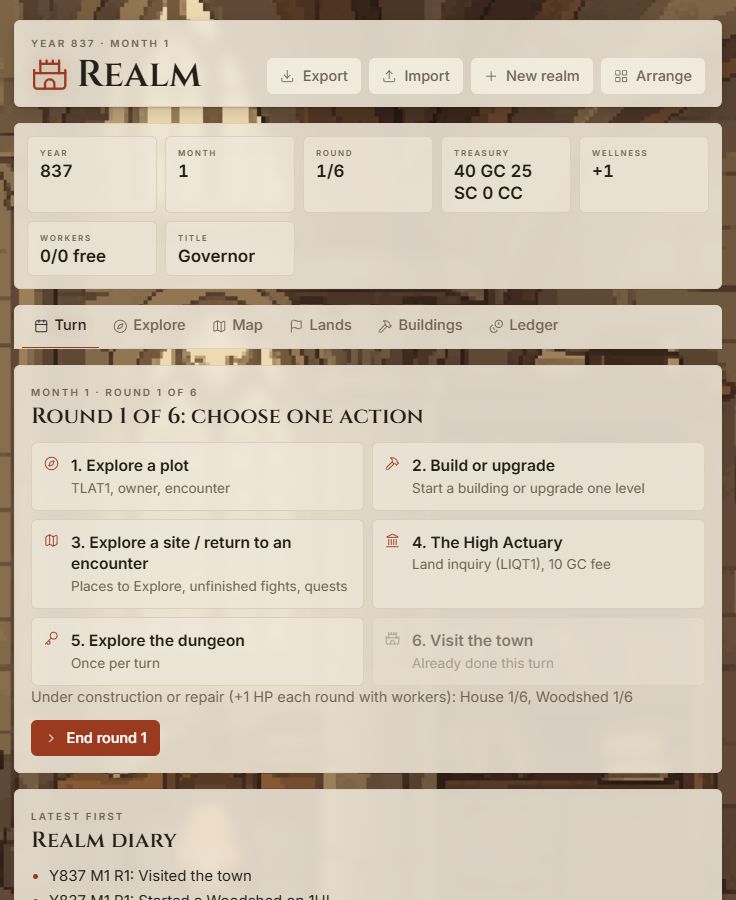 YEAR 837 · MONTH 1
REALM
Export
Import
New realm
Arrange
YEAR
837
MONTH
1
ROUND
1/6
TREASURY
40 GC 25
SC 0 CC
WELLNESS
+1
WORKERS
0/0 free
TITLE
Governor
Turn
Explore
Map
Lands
Buildings
Ledger
MONTH 1 · ROUND 1 OF 6
ROUND 1 OF 6: CHOOSE ONE ACTION
1. Explore a plot
TLAT1, owner, encounter
2. Build or upgrade
Start a building or upgrade one level
3. Explore a site / return to an
encounter
Places to Explore, unfinished fights, quests
4. The High Actuary
Land inquiry (LIQT1), 10 GC fee
5. Explore the dungeon
Once per turn
6. Visit the town
Already done this turn
Under construction or repair (+1 HP each round with workers): House 1/6, Woodshed 1/6
End round 1
LATEST FIRST
REALM DIARY
Y837 M1 R1: Visited the town
Y837 M1 R1: Started a Woodshed on